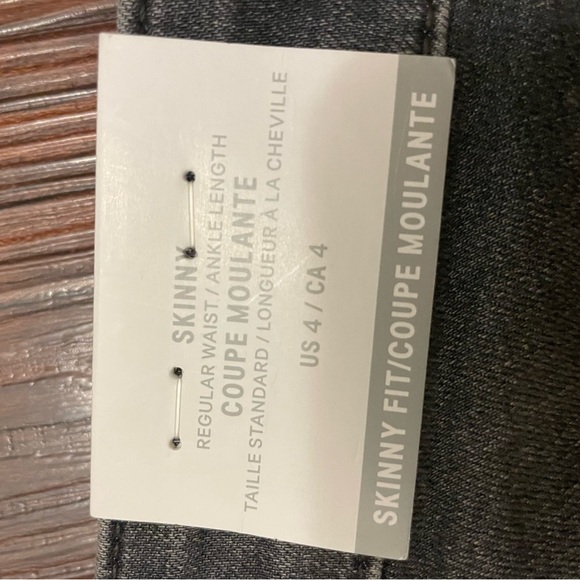 SKINNY
REGULAR WAIST / ANKLE LENGTH
COUPE MOULANTE
TAILLE STANDARD / LONGUEUR À LA CHEVILLE
US 4 / CA 4
SKINNY FIT/COUPE MOULANTE